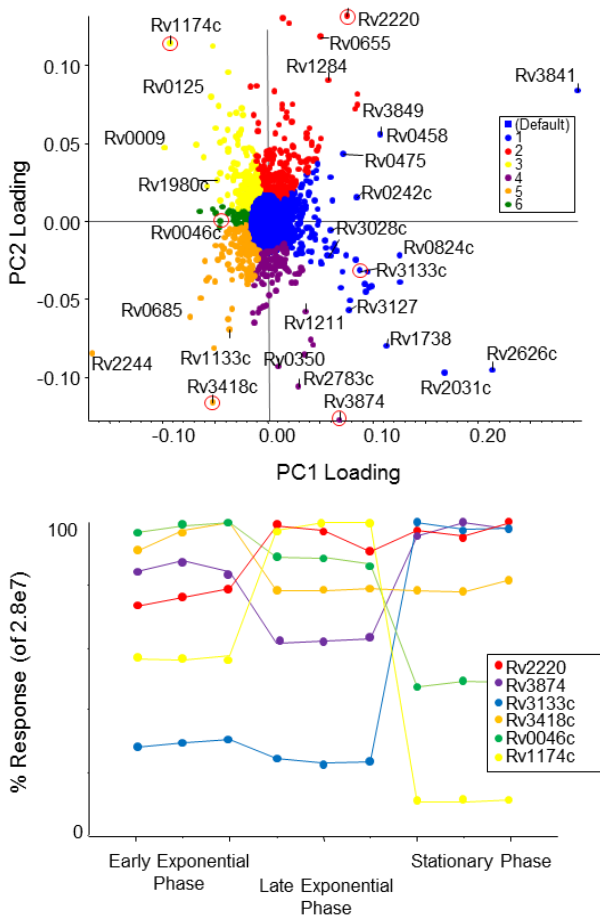 Rv1174c
Rv2220
0.10
Rv0655
Rv1284
Rv3841
Rv0125
Rv3849
(Default)
1
2
3
4
5
6
0.05
Rv0009
Rv0458
Rv0475
Rv1980c
Rv0242c
0.00
Rv0046c
Rv3028c
Rv0824c
Rv3133c
-0.05
Rv0685
Rv1211
Rv3127
Rv1738
Rv2244
Rv1133c
Rv0350
Rv2626c
-0.10
Rv3418c
Rv2783c
Rv2031c
Rv3874
PC2 Loading
-0.10
0.00
0.10
0.20
PC1 Loading
100
% Response (of 2.8e7)
Rv2220
Rv3874
Rv3133c
Rv3418c
Rv0046c
Rv1174c
0
Early Exponential
Phase
Late Exponential
Phase
Stationary Phase